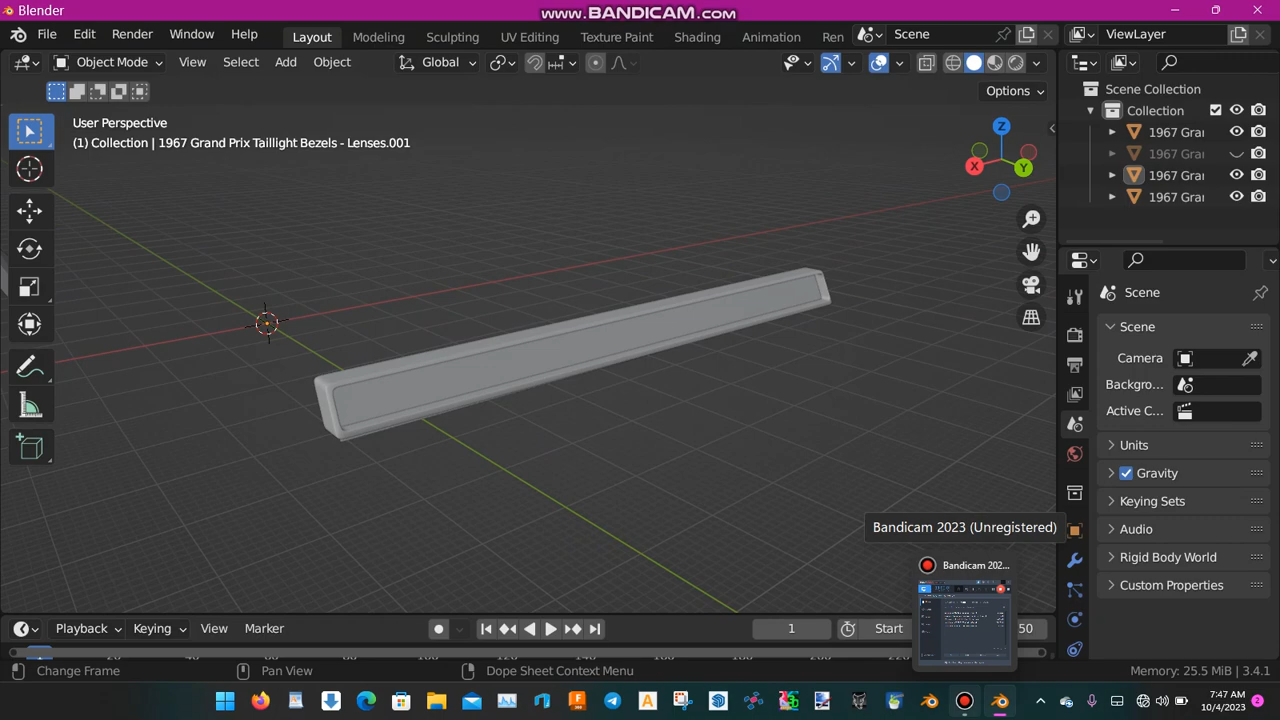 Blender
www.BANDICAM.com
File Edit Render Window Help Layout Modeling Sculpting UV Editing Texture Paint Shading Animation Ren Scene ViewLayer
Object Mode View Select Add Object Global
Options
User Perspective
(1) Collection | 1967 Grand Prix Taillight Bezels - Lenses.001
Z
X
Y
Scene Collection
Collection
1967 Grar
1967 Grar
1967 Grar
1967 Grar
Scene
Scene
Camera
Backgro...
Active C...
Units
Gravity
Keying Sets
Audio
Rigid Body World
Custom Properties
Bandicam 2023 (Unregistered)
Bandicam 202...
Playback Keying View Marker 1 Start 50
Change Frame Pan View Dope Sheet Context Menu Memory: 25.5 MiB | 3.4.1
7:47 AM
10/4/2023
2